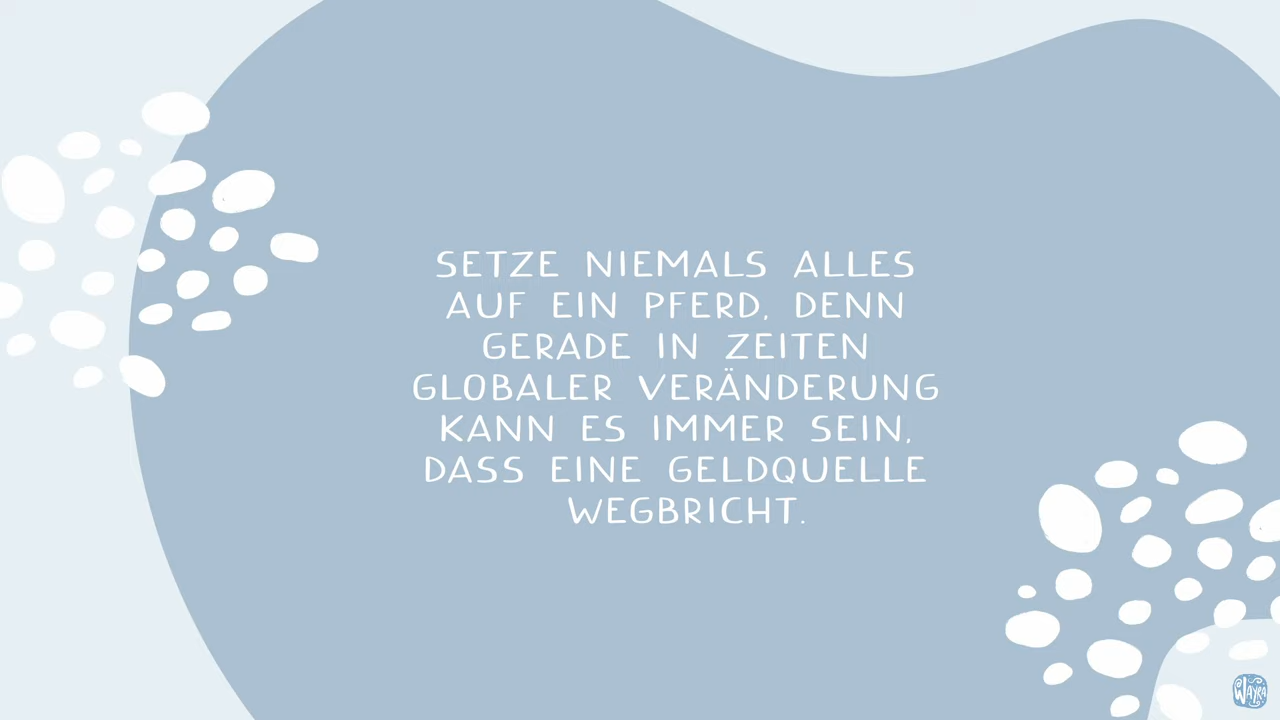 SETZE NIEMALS ALLES
AUF EIN PFERD, DENN
GERADE IN ZEITEN
GLOBALER VERÄNDERUNG
KANN ES IMMER SEIN,
DASS EINE GELDQUELLE
WEGBRICHT.
WAYRA